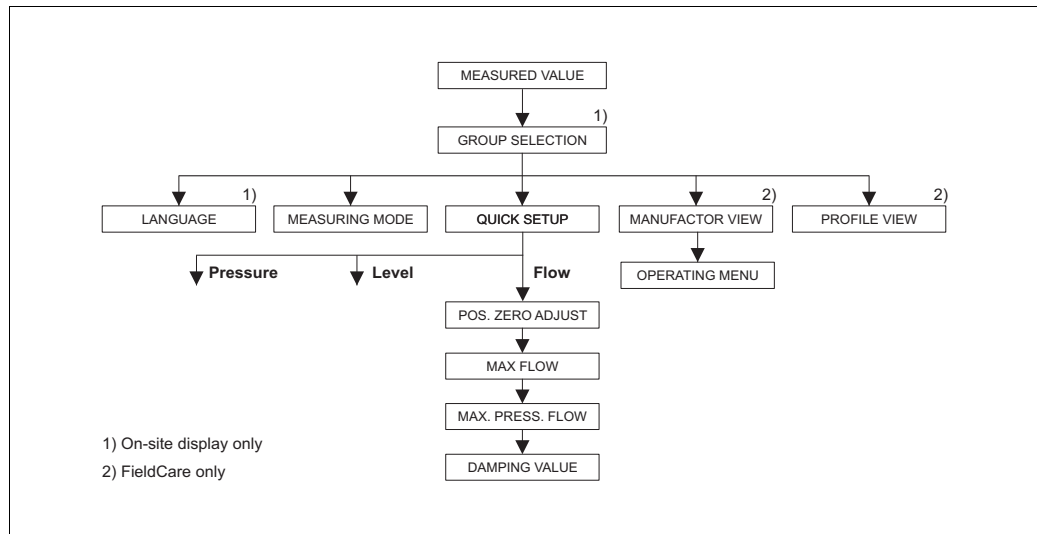 MEASURED VALUE
1)
GROUP SELECTION
1)
2)
2)
LANGUAGE
MEASURING MODE
QUICK SETUP
MANUFACTOR VIEW
PROFILE VIEW
Pressure
Level
Flow
OPERATING MENU
POS. ZERO ADJUST
MAX FLOW
MAX. PRESS. FLOW
DAMPING VALUE
1) On-site display only
2) FieldCare only